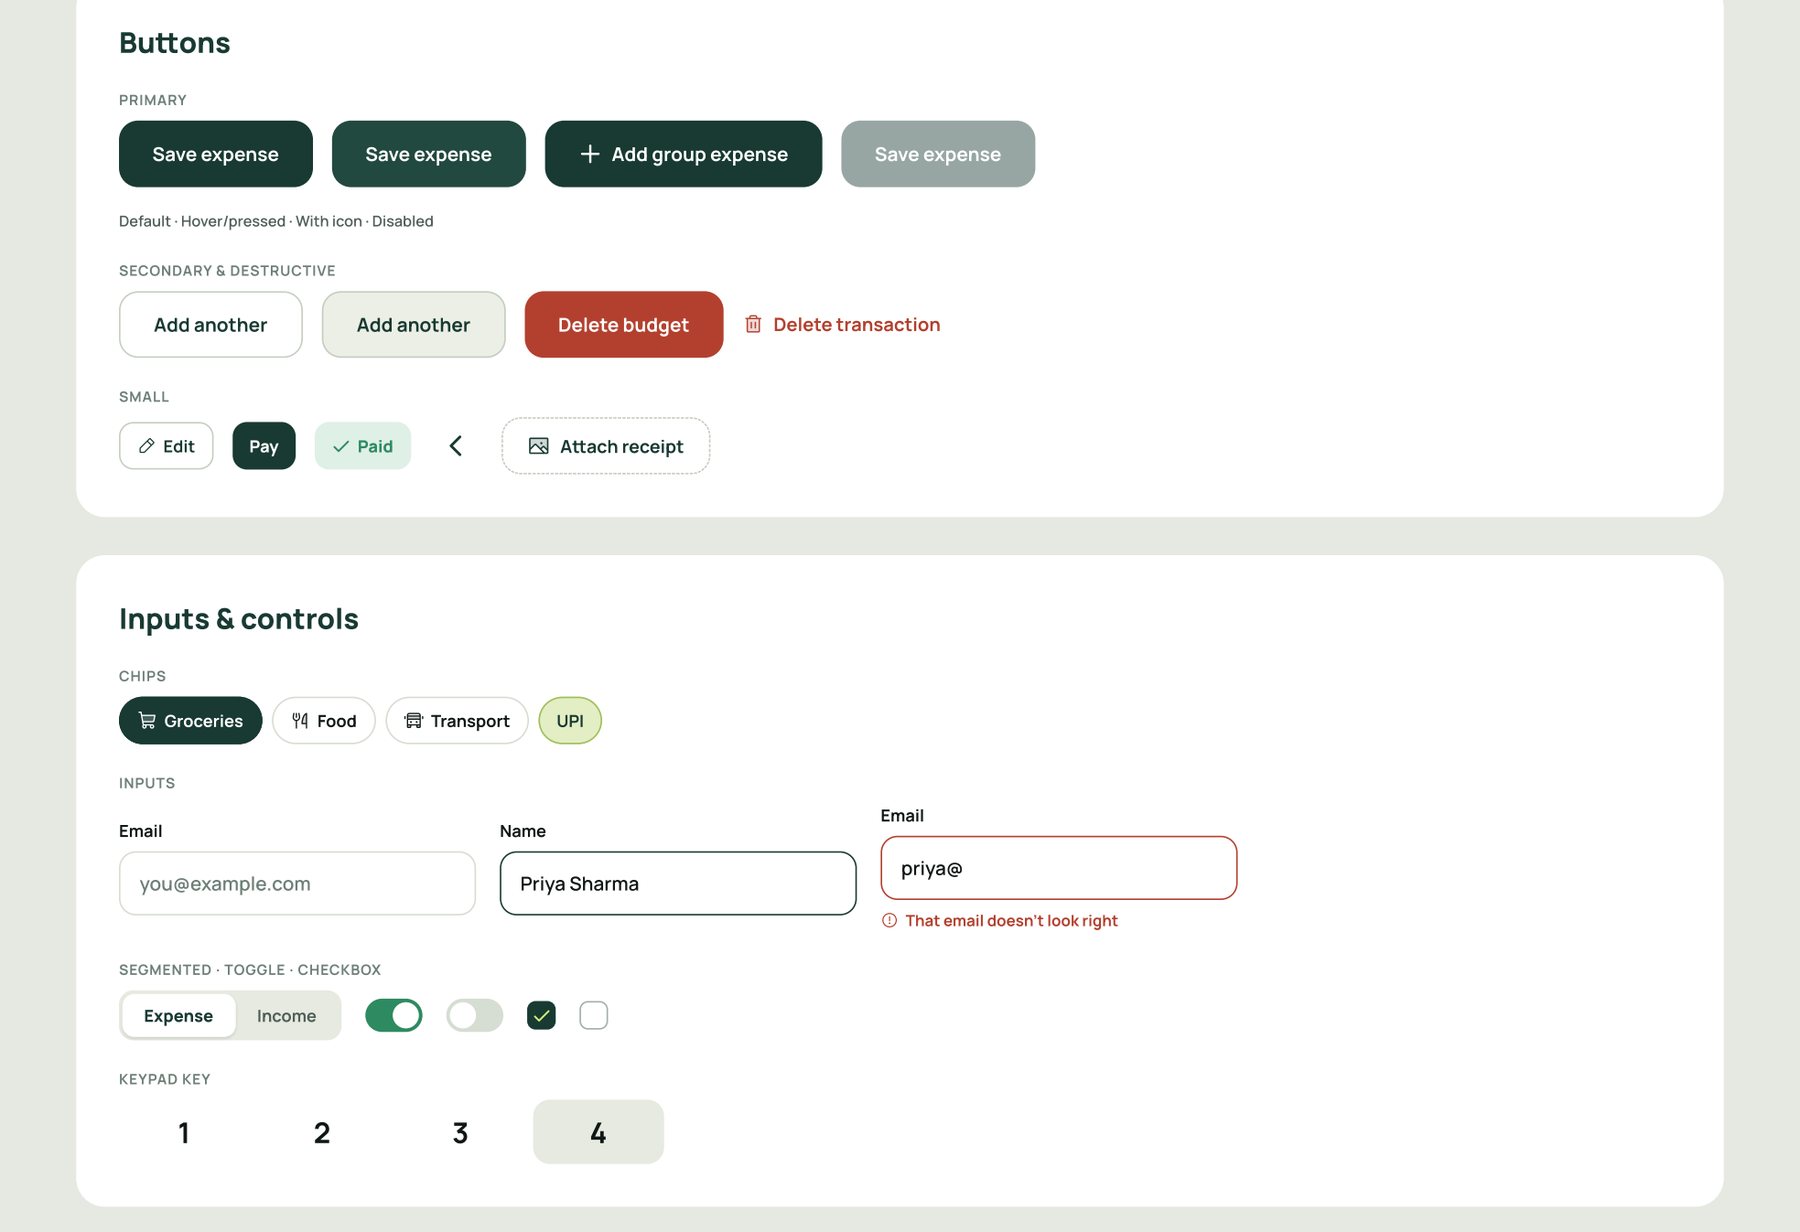 Buttons
PRIMARY
Save expense
Save expense
Add group expense
Save expense
Default · Hover/pressed · With icon · Disabled
SECONDARY & DESTRUCTIVE
Add another
Add another
Delete budget
Delete transaction
SMALL
Edit
Pay
Paid
Attach receipt
Inputs & controls
CHIPS
Groceries
Food
Transport
UPI
INPUTS
Email
you@example.com
Name
Priya Sharma
Email
priya@
That email doesn't look right
SEGMENTED · TOGGLE · CHECKBOX
Expense
Income
KEYPAD KEY
1
2
3
4